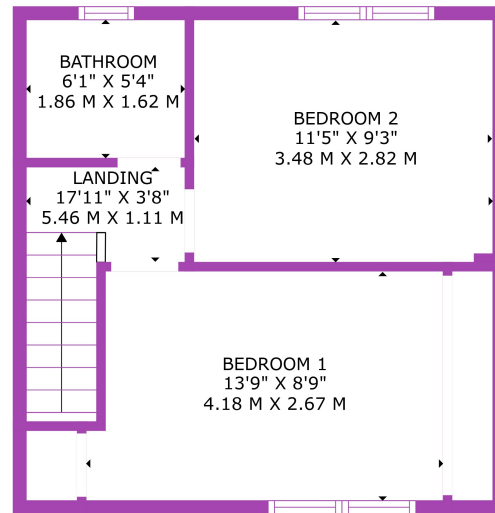 BATHROOM
6'1" X 5'4"
1.86 M X 1.62 M
BEDROOM 2
11'5" X 9'3"
3.48 M X 2.82 M
LANDING
17'11" X 3'8"
5.46 M X 1.11 M
BEDROOM 1
13'9" X 8'9"
4.18 M X 2.67 M